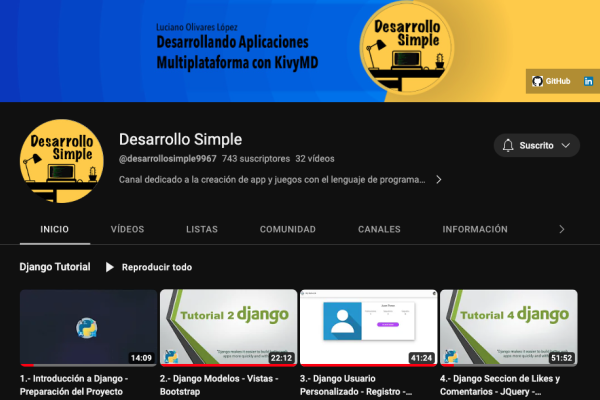 Luciano Olivares López
Desarrollando Aplicaciones
Multiplataforma con KivyMD
Desarrollo
Simple
GitHub
in
Desarrollo
Simple
Desarrollo Simple
@desarrollosimple9967 743 suscriptores 32 vídeos
Canal dedicado a la creación de app y juegos con el lenguaje de programa...
Suscrito
INICIO VÍDEOS LISTAS COMUNIDAD CANALES INFORMACIÓN
Django Tutorial Reproducir todo
14:09
Tutorial 2 django
22:12
41:24
Tutorial 4 django
51:52
1.- Introducción a Django -
Preparación del Proyecto
2.- Django Modelos - Vistas -
Bootstrap
3.- Django Usuario
Personalizado - Registro -...
4.- Django Seccion de Likes y
Comentarios - JQuery -...